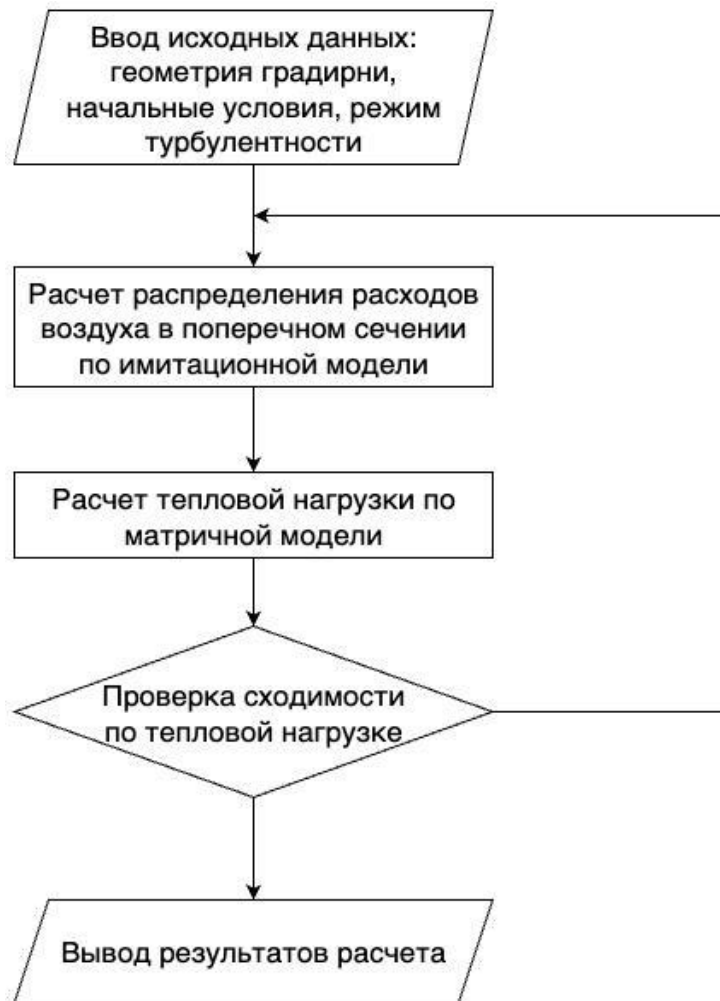 Ввод исходных данных:
геометрия градирни,
начальные условия, режим
турбулентности
Расчет распределения расходов
воздуха в поперечном сечении
по имитационной модели
Расчет тепловой нагрузки по
матричной модели
Проверка сходимости
по тепловой нагрузке
Вывод результатов расчета